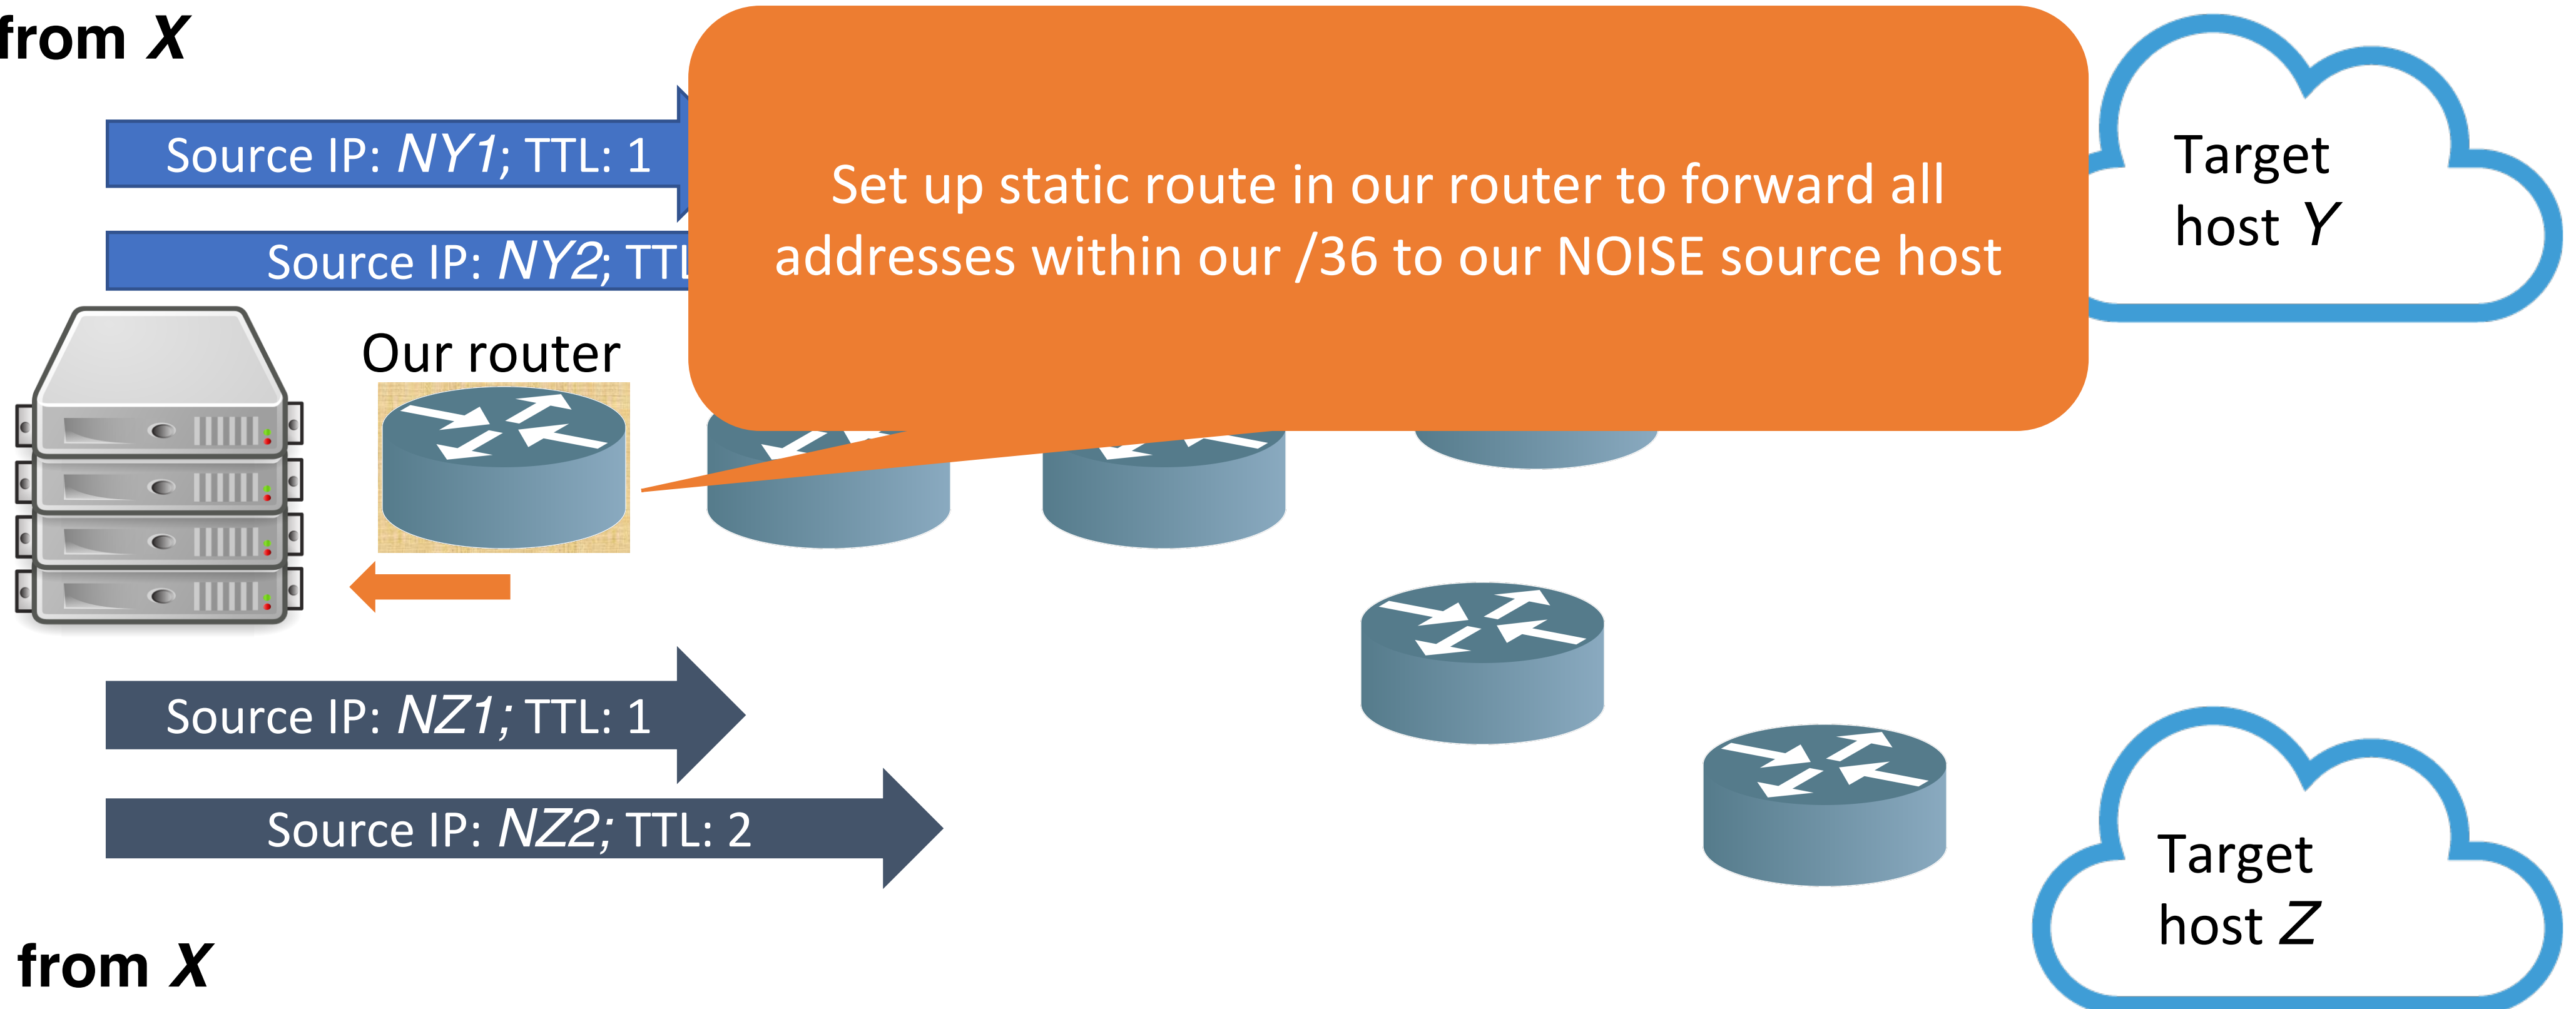 from X
Source IP: NY1; TTL: 1
Source IP: NY2; TTL
Set up static route in our router to forward all
addresses within our /36 to our NOISE source host
Target
host Y
Our router
Source IP: NZ1; TTL: 1
Source IP: NZ2; TTL: 2
Target
host Z
from X